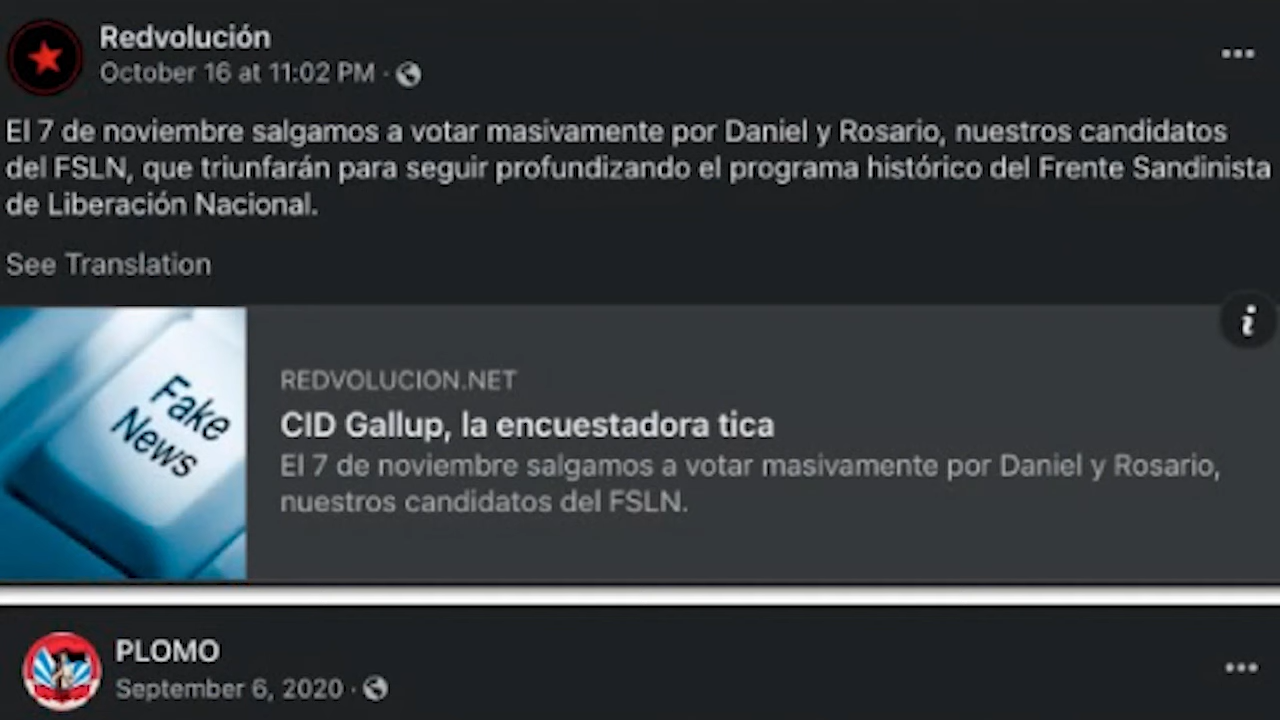 Redvolución
October 16 at 11:02 PM ·
El 7 de noviembre salgamos a votar masivamente por Daniel y Rosario, nuestros candidatos
del FSLN, que triunfarán para seguir profundizando el programa histórico del Frente Sandinista
de Liberación Nacional.
See Translation
Fake
News
REDVOLUCION.NET
CID Gallup, la encuestadora tica
El 7 de noviembre salgamos a votar masivamente por Daniel y Rosario,
nuestros candidatos del FSLN.
PLOMO
September 6, 2020 ·